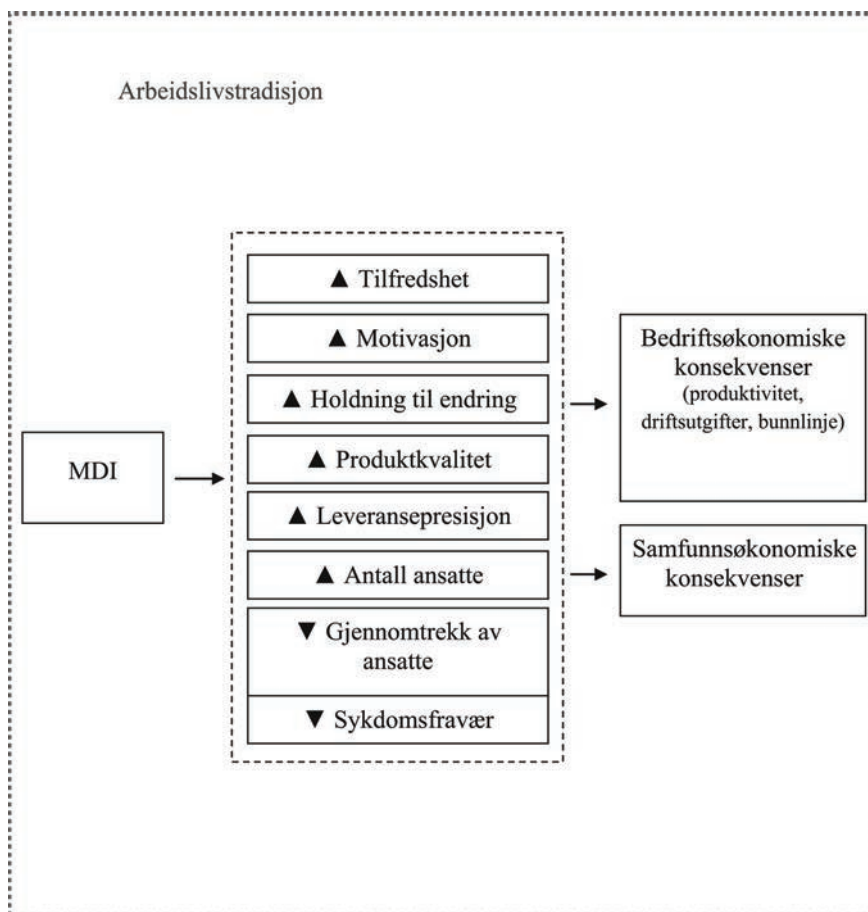 Arbeidslivstradisjon
MDI
▲ Tilfredshet
▲ Motivasjon
▲ Holdning til endring
▲ Produktkvalitet
▲ Leveransepresisjon
▲ Antall ansatte
▼ Gjennomtrekk av
ansatte
▼ Sykdomsfravær
Bedriftsøkonomiske
konsekvenser
(produktivitet,
driftsutgifter, bunnlinje)
Samfunnsøkonomiske
konsekvenser